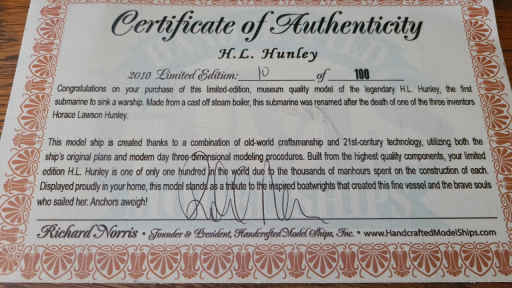 Certificate of Authenticity
H.L. Hunley
2010 Limited Edition: 10 of 100
Congratulations on your purchase of this limited-edition, museum quality model of the legendary H.L. Hunley, the first
submarine to sink a warship. Made from a cast off steam boiler, this submarine was renamed after the death of one of the three inventors
Horace Lawson Hunley.
This model ship is created thanks to a combination of old-world craftsmanship and 21st-century technology, utilizing both the
ship's original plans and modern day three-dimensional modeling procedures. Built from the highest quality components, your limited
edition H.L. Hunley is one of only one hundred in the world due to the thousands of manhours spent on the construction of each.
Displayed proudly in your home, this model stands as a tribute to the inspired boatwrights that created this fine vessel and the brave souls
who sailed her. Anchors aweigh!
Richard Norris • Founder & President, Handcrafted Model Ships, Inc. • www.HandcraftedModelShips.com